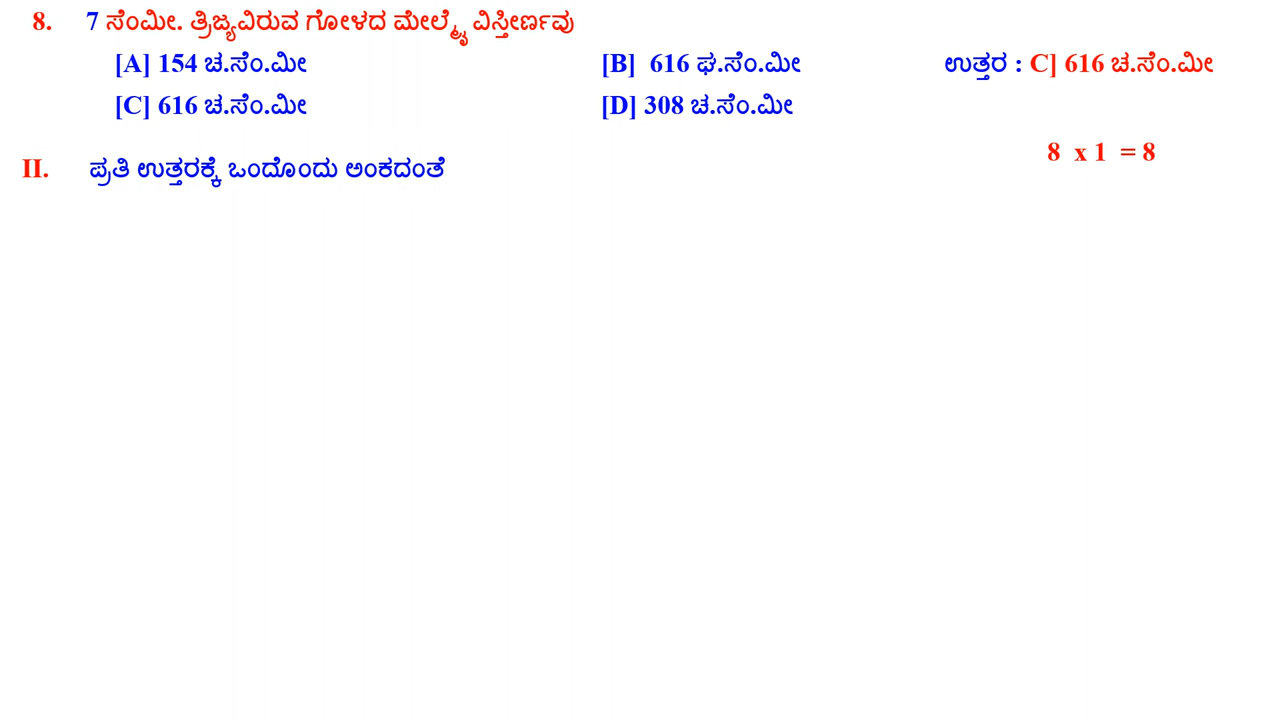 8. 7 ಸೆಂಮೀ. ತ್ರಿಜ್ಯವಿರುವ ಗೋಳದ ಮೇಲ್ಮೈ ವಿಸ್ತೀರ್ಣವು
[A] 154 ಚ.ಸೆಂ.ಮೀ [B] 616 ಘ.ಸೆಂ.ಮೀ ಉತ್ತರ : C] 616 ಚ.ಸೆಂ.ಮೀ
[C] 616 ಚ.ಸೆಂ.ಮೀ [D] 308 ಚ.ಸೆಂ.ಮೀ
8 x 1 = 8
II. ಪ್ರತಿ ಉತ್ತರಕ್ಕೆ ಒಂದೊಂದು ಅಂಕದಂತೆ